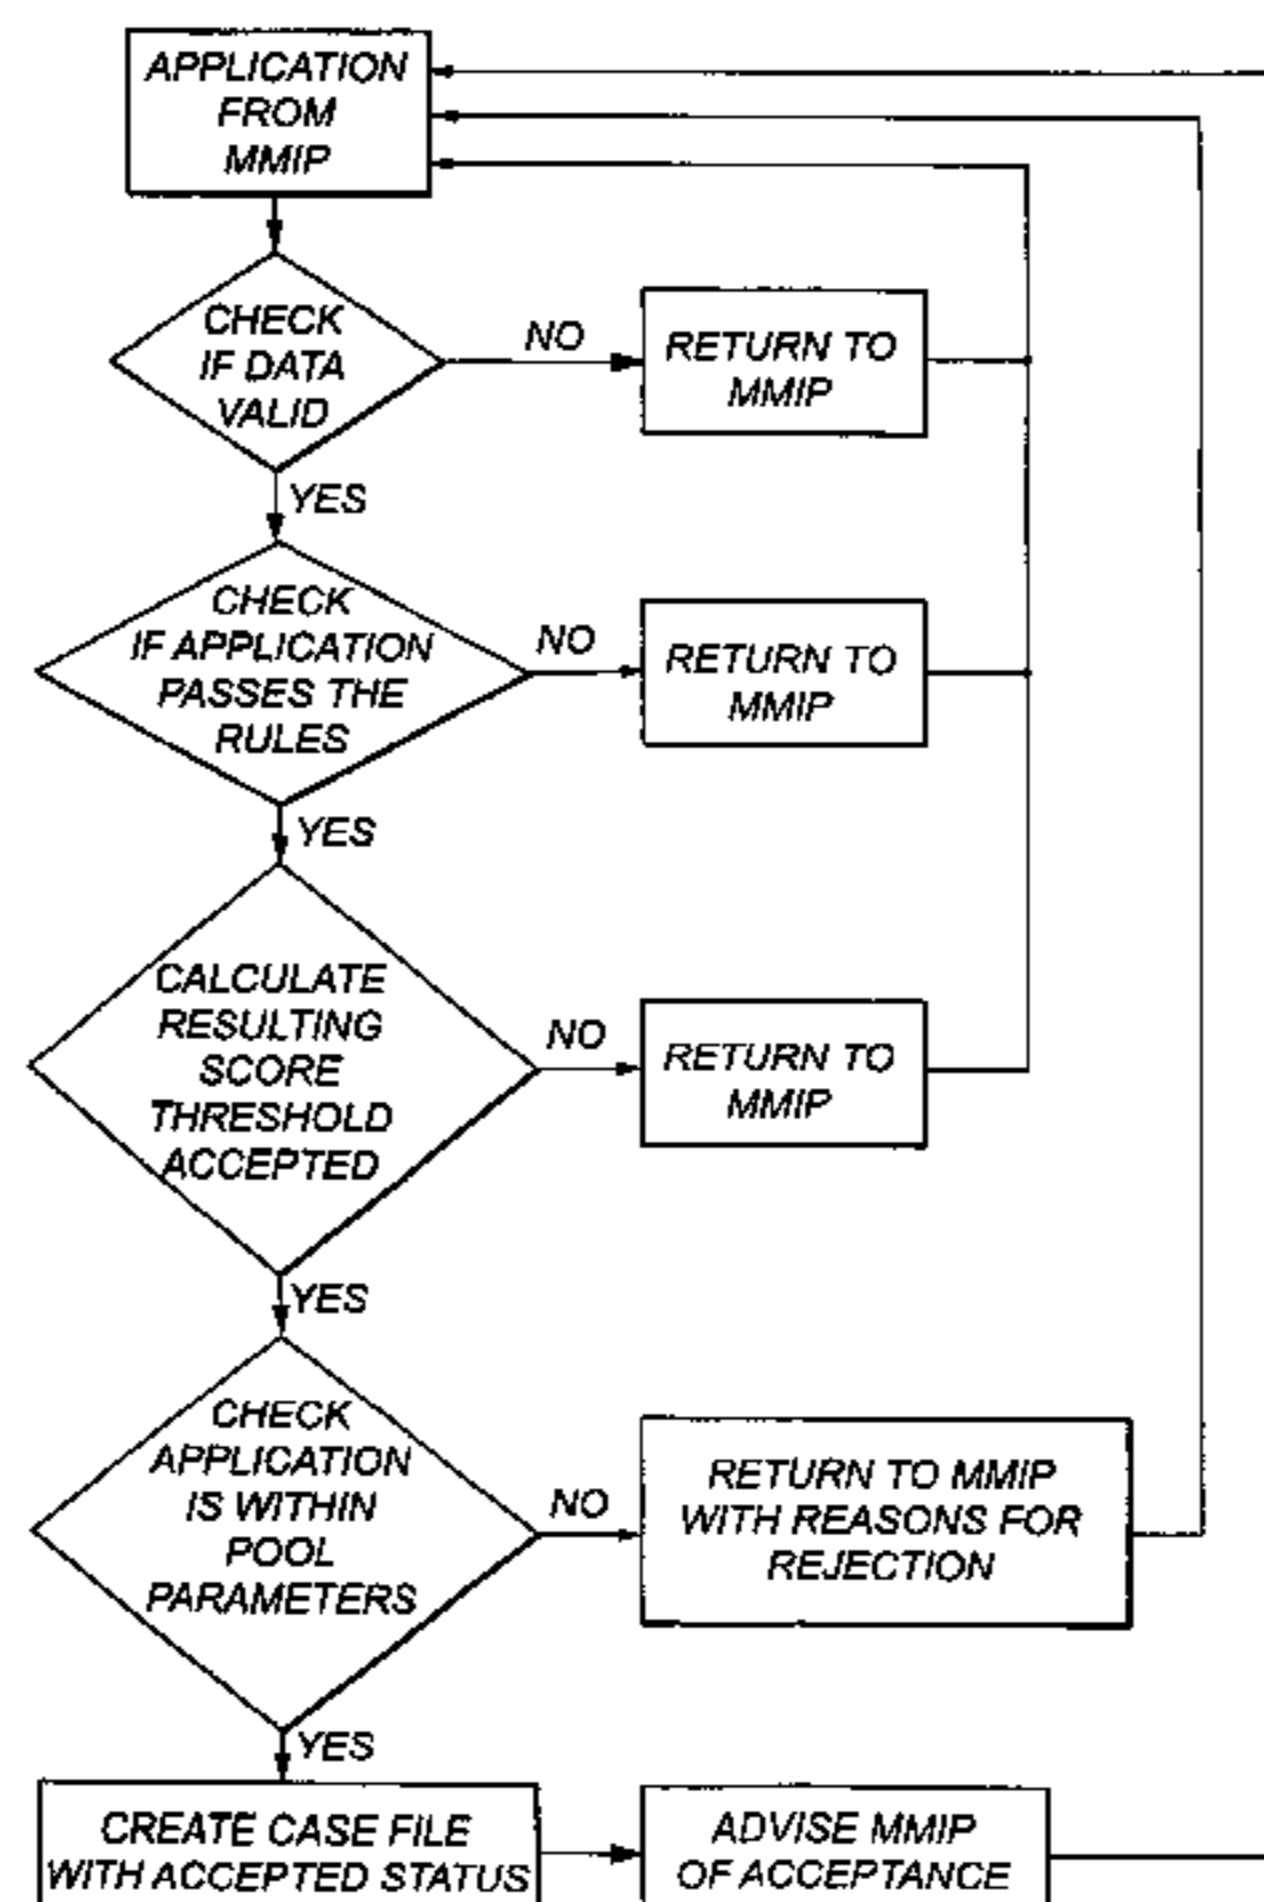 APPLICATION
FROM
MMIP
CHECK
IF DATA
VALID
NO
RETURN TO
MMIP
YES
CHECK
IF APPLICATION
PASSES THE
RULES
NO
RETURN TO
MMIP
YES
CALCULATE
RESULTING
SCORE
THRESHOLD
ACCEPTED
NO
RETURN TO
MMIP
YES
CHECK
APPLICATION
IS WITHIN
POOL
PARAMETERS
NO
RETURN TO MMIP
WITH REASONS FOR
REJECTION
YES
CREATE CASE FILE
WITH ACCEPTED STATUS
ADVISE MMIP
OF ACCEPTANCE